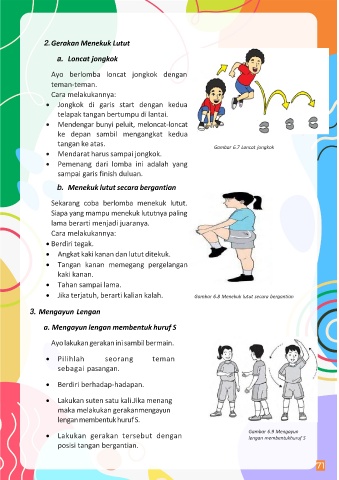 2. Gerakan Menekuk Lutut
a. Loncat jongkok
Ayo berlomba loncat jongkok dengan
teman-teman.
Cara melakukannya:
• Jongkok di garis start dengan kedua
telapak tangan bertumpu di lantai.
• Mendengar bunyi peluit, meloncat-loncat
ke depan sambil mengangkat kedua
tangan ke atas.
• Mendarat harus sampai jongkok.
• Pemenang dari lomba ini adalah yang
sampai garis finish duluan.
Gambar 6.7 Loncat jongkok
b. Menekuk lutut secara bergantian
Sekarang coba berlomba menekuk lutut.
Siapa yang mampu menekuk lututnya paling
lama berarti menjadi juaranya.
Cara melakukannya:
• Berdiri tegak.
• Angkat kaki kanan dan lutut ditekuk.
• Tangan kanan memegang pergelangan
kaki kanan.
• Tahan sampai lama.
• Jika terjatuh, berarti kalian kalah.
Gambar 6.8 Menekuk lutut secara bergantian
3. Mengayun Lengan
a. Mengayun lengan membentuk huruf S
Ayo lakukan gerakan ini sambil bermain.
• Pilihlah seorang teman
sebagai pasangan.
• Berdiri berhadap-hadapan.
• Lakukan suten satu kali.Jika menang
maka melakukan gerakan mengayun
lengan membentuk huruf S.
• Lakukan gerakan tersebut dengan
posisi tangan bergantian.
Gambar 6.9 Mengayun
lengan membentukhuruf S
71